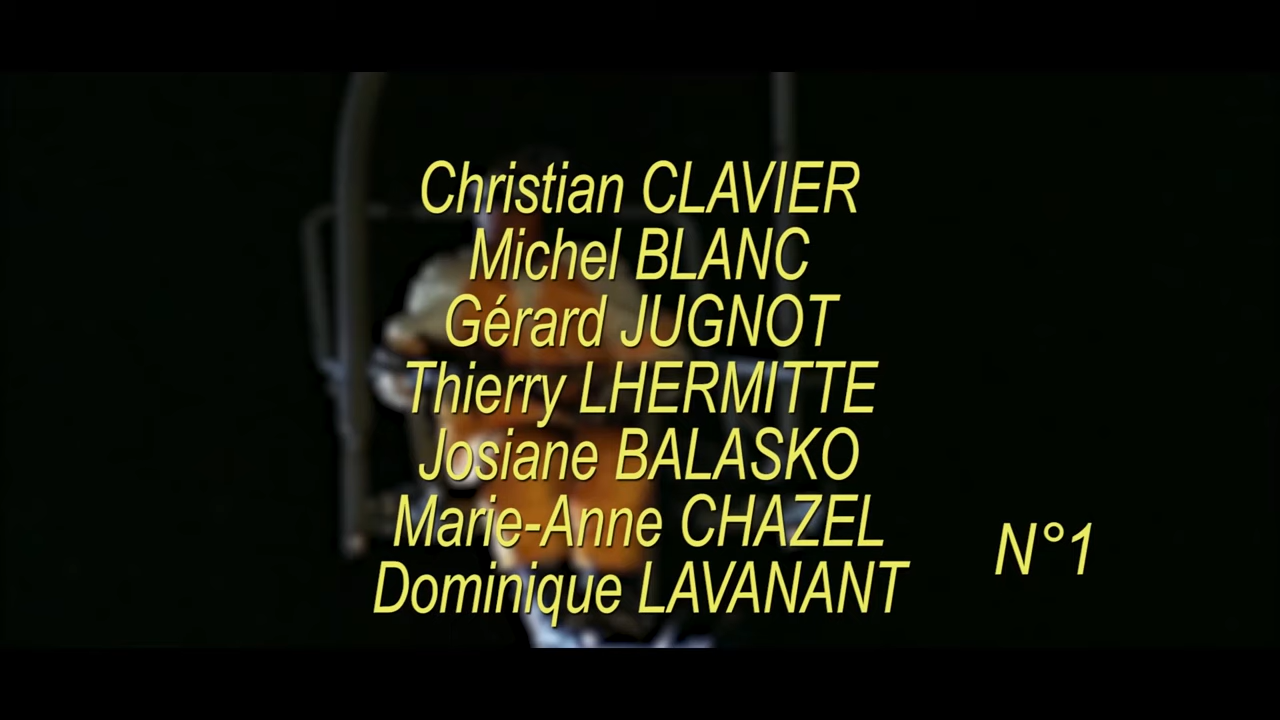 Christian CLAVIER
Michel BLANC
Gérard JUGNOT
Thierry LHERMITTE
Josiane BALASKO
Marie-Anne CHAZEL
Dominique LAVANANT
N°1